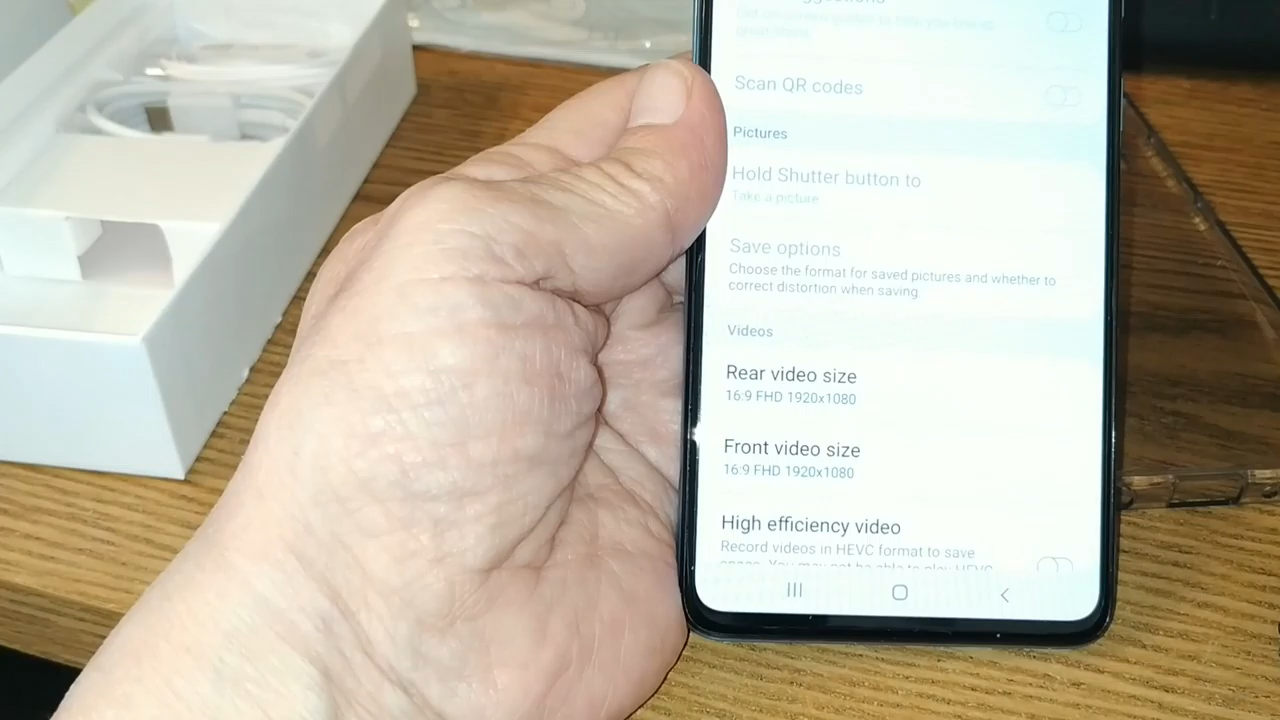 Scan QR codes
Pictures
Hold Shutter button to
Take a picture
Save options
Choose the format for saved pictures and whether to
correct distortion when saving
Videos
Rear video size
16:9 FHD 1920x1080
Front video size
16:9 FHD 1920x1080
High efficiency video
Record videos in HEVC format to save